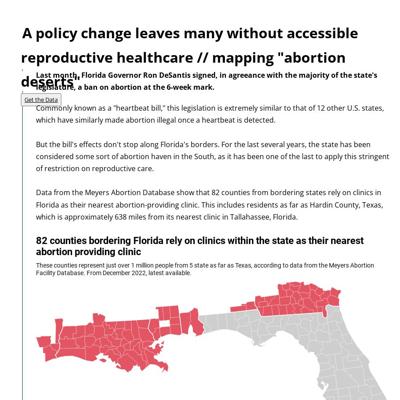 A policy change leaves many without accessible
reproductive healthcare // mapping "abortion
deserts"
Last month, Florida Governor Ron DeSantis signed, in agreeance with the majority of the state's
legislature, a ban on abortion at the 6-week mark.
Get the Data
Commonly known as a "heartbeat bill," this legislation is extremely similar to that of 12 other U.S. states,
which have similarly made abortion illegal once a heartbeat is detected.
But the bill's effects don't stop along Florida's borders. For the last several years, the state has been
considered some sort of abortion haven in the South, as it has been one of the last to apply this stringent
of restriction on reproductive care.
Data from the Meyers Abortion Database show that 82 counties from bordering states rely on clinics in
Florida as their nearest abortion-providing clinic. This includes residents as far as Hardin County, Texas,
which is approximately 638 miles from its nearest clinic in Tallahassee, Florida.
82 counties bordering Florida rely on clinics within the state as their nearest
abortion providing clinic
These counties represent just over 1 million people from 5 state as far as Texas, according to data from the Meyers Abortion
Facility Database. From December 2022, latest available.